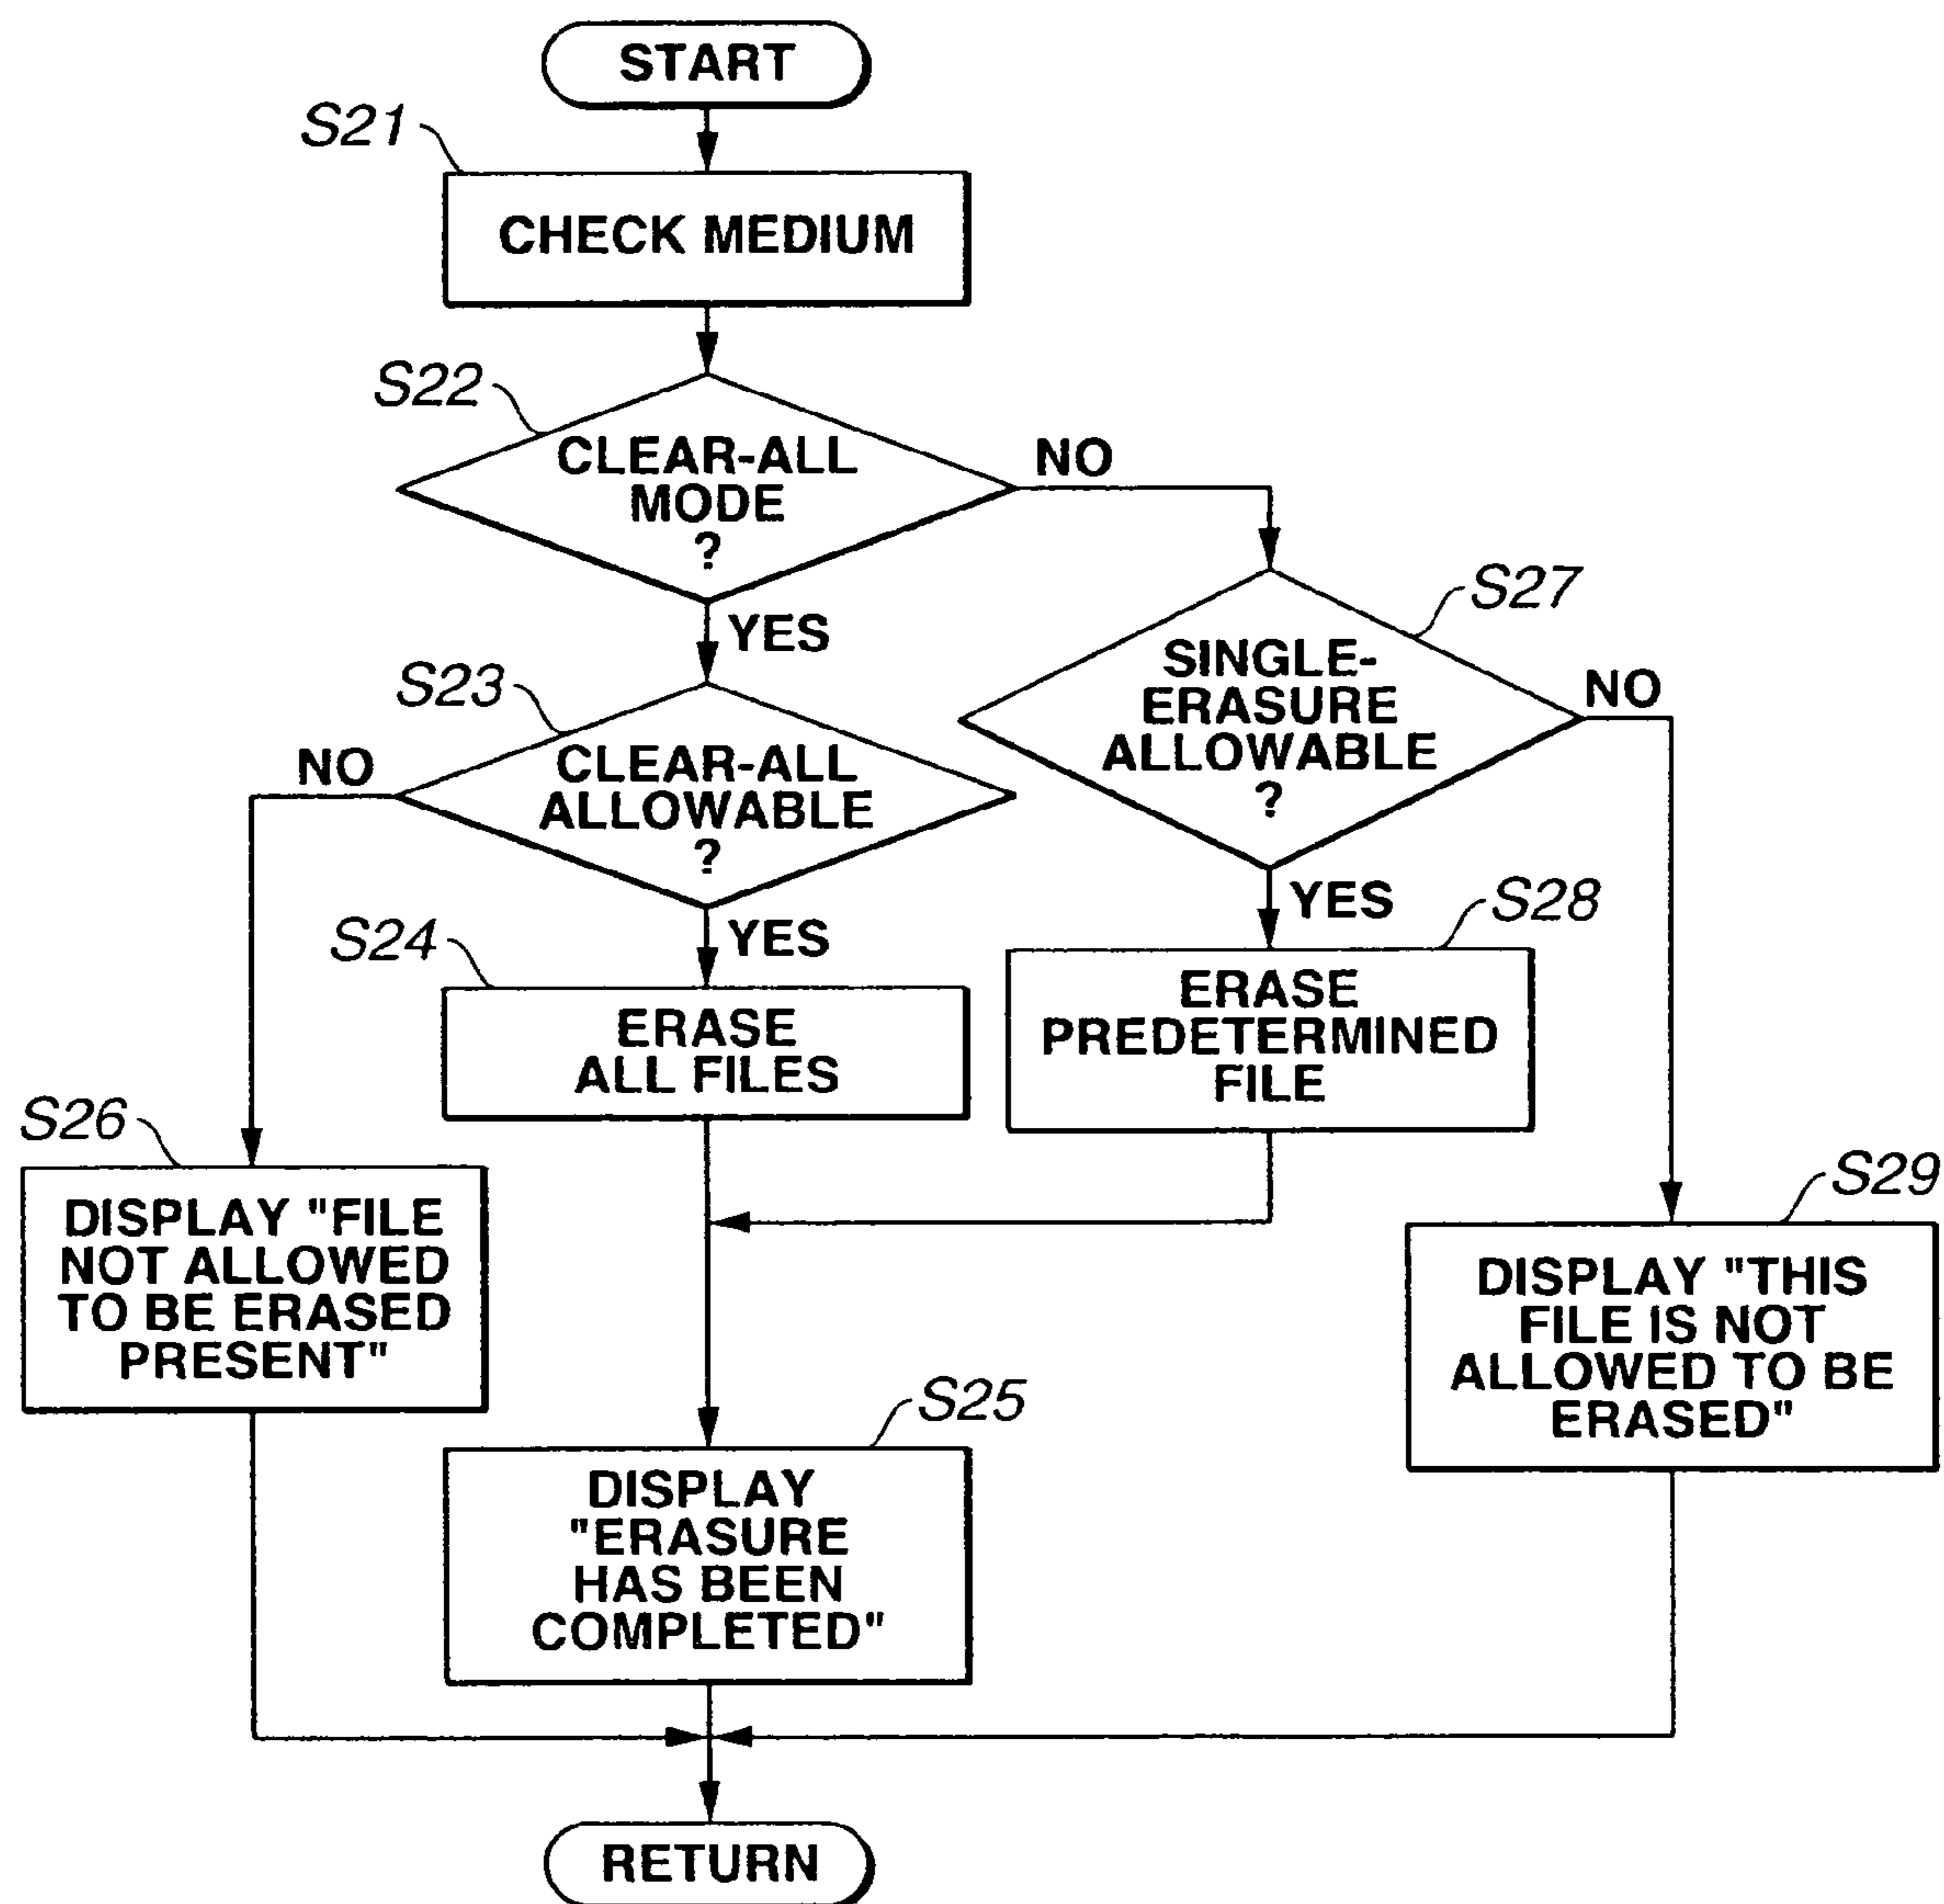 START
S21
CHECK MEDIUM
S22
CLEAR-ALL
MODE
?
NO
YES
S27
SINGLE-
ERASURE
ALLOWABLE
?
NO
S23
NO
CLEAR-ALL
ALLOWABLE
?
YES
YES
S28
S24
ERASE
ALL FILES
ERASE
PREDETERMINED
FILE
S26
DISPLAY "FILE
NOT ALLOWED
TO BE ERASED
PRESENT"
S29
DISPLAY "THIS
FILE IS NOT
ALLOWED TO BE
ERASED"
S25
DISPLAY
"ERASURE
HAS BEEN
COMPLETED"
RETURN